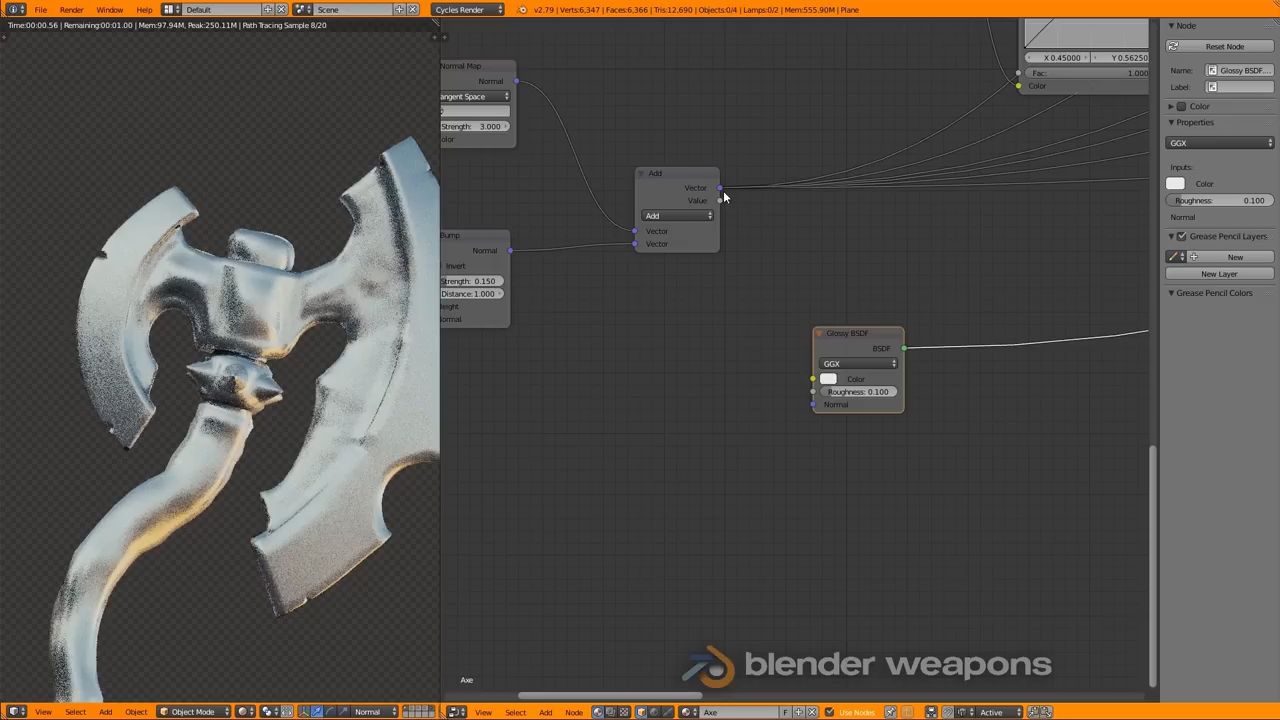 File Render Window Help Default Scene Cycles Render v2.79 | Verts:6,347 | Faces:6,366 | Tris:12,690 | Objects:0/4 | Lamps:0/2 | Mem:555.90M | Plane
Time:00:00.56 | Remaining:00:01.00 | Mem:97.94M, Peak:250.11M | Path Tracing Sample 8/20
Normal Map
Normal
angent Space
Strength: 3.000
olor
Add
Vector
Value
Add
Vector
Vector
Bump
Normal
Invert
Strength: 0.150
Distance: 1.000
eight
ormal
X 0.45000 Y 0.56250
Fac: 1.000
Color
Glossy BSDF
BSDF
GGX
Color
Roughness: 0.100
Normal
Node
Reset Node
Name: Glossy BSDF...
Label:
Color
Properties
GGX
Inputs:
Color
Roughness: 0.100
Normal
Grease Pencil Layers
New
New Layer
Grease Pencil Colors
Axe
blender weapons
View Select Add Object Object Mode Normal View Select Add Node Axe F Use Nodes Active